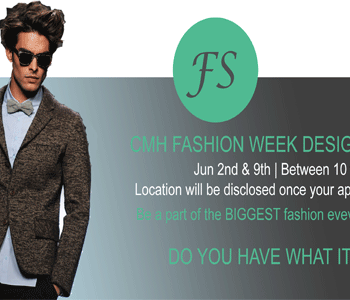 FS
CMH FASHION WEEK DESIG
Jun 2nd & 9th | Between 10
Location will be disclosed once your ap
Be a part of the BIGGEST fashion eve
DO YOU HAVE WHAT IT